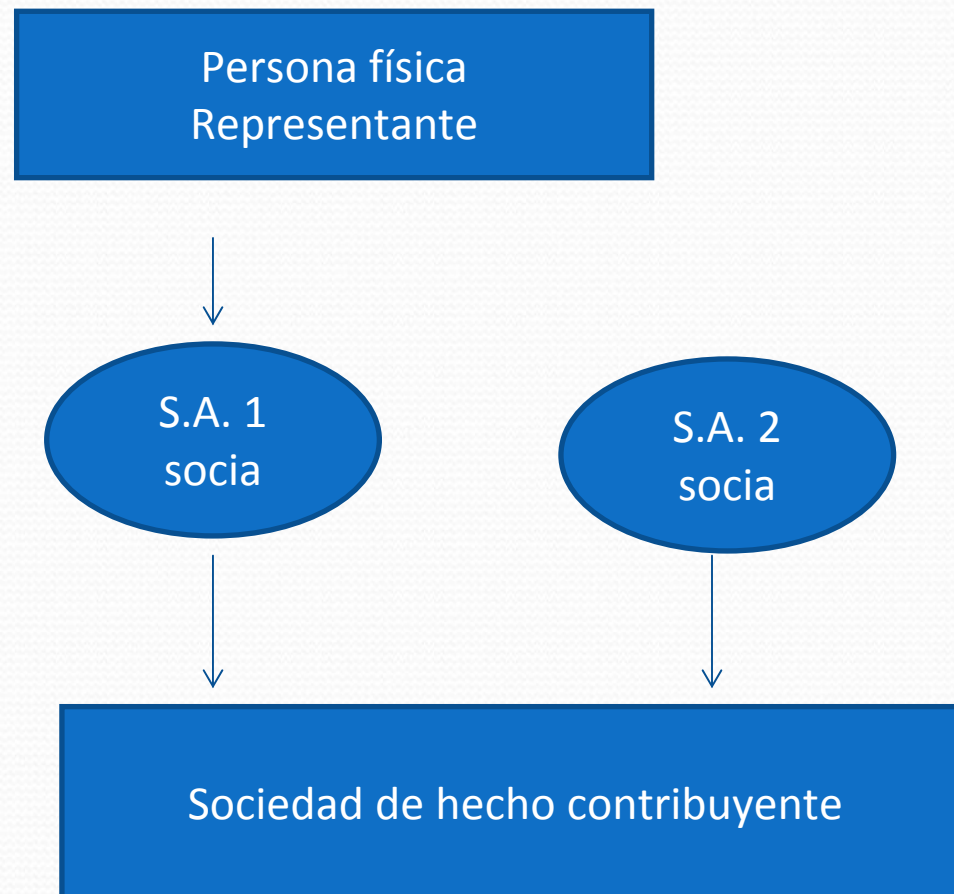 Persona física
Representante
S.A. 1
socia
S.A. 2
socia
Sociedad de hecho contribuyente